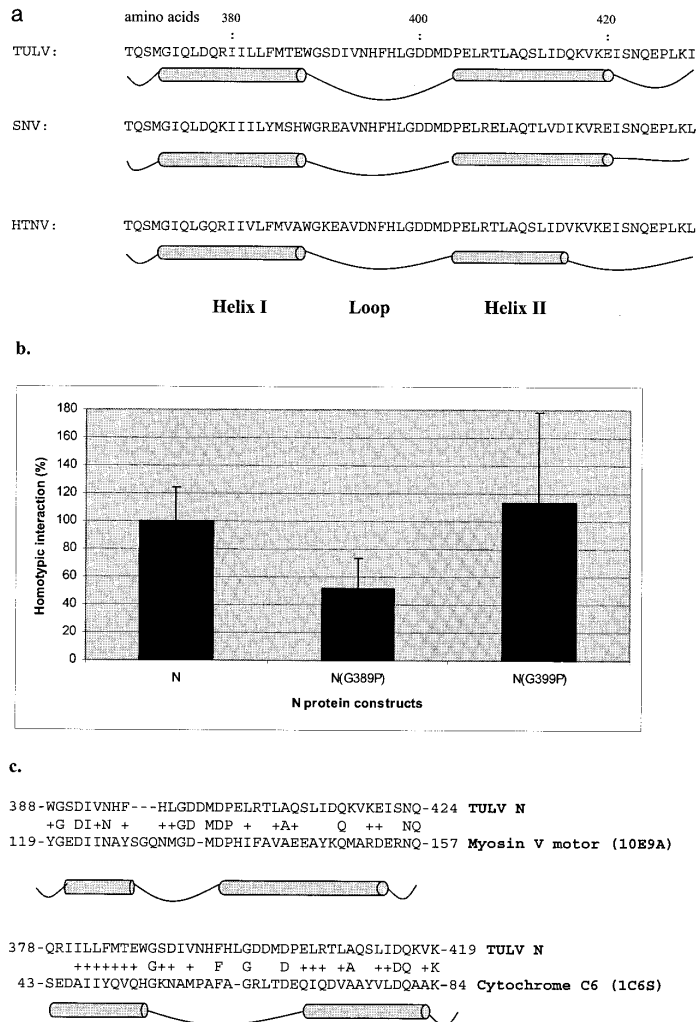 a
amino acids 380 400 420
: : :
TULV: TQSMGIQLDQRIILLFMTEWGSDIVNHFHLGDDMDPELRTLAQSLIDQKVKEISNQEPLKI
SNV: TQSMGIQLDQKIIILYMSHWGREAVNHFHLGDDMDPELRELAQTLVDIKVREISNQEPLKL
HTNV: TQSMGIQLGQRIIVLFMVAWGKEAVDNFHLGDDMDPELRTLAQSLIDVKVKEISNQEPLKL
Helix I Loop Helix II
b.
180
160
140
120
100
80
60
40
20
0
Homotypic interaction (%)
N N(G389P) N(G399P)
N protein constructs
c.
388-WGSDIVNHF---HLGDDMDPELRTLAQSLIDQKVKEISNQ-424 TULV N
+G DI+N + ++GD MDP + +A+ Q ++ NQ
119-YGEDIINAYSGQNMGD-MDPHIFAVAEEAYKQMARDERNQ-157 Myosin V motor (10E9A)
378-QRIILLFMTEWGSDIVNHFHLGDDMDPELRTLAQSLIDQKVK-419 TULV N
+++++++ G++ + F G D +++ +A ++DQ +K
43-SEDAIIYQVQHGKNAMPAFA-GRLTDEQIQDVAAYVLDQAAK-84 Cytochrome C6 (1C6S)